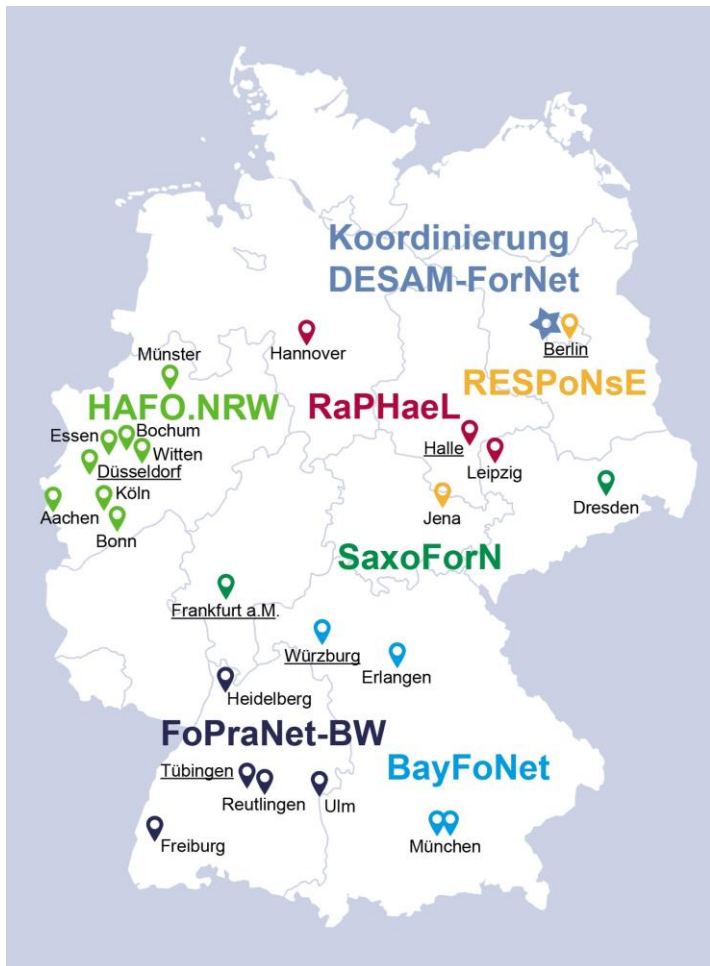 Koordinierung
DESAM-ForNet
Hannover
Berlin
Münster
RESPoNsE
HAFO.NRW
RaPHaeL
Essen
Bochum
Witten
Halle
Düsseldorf
Leipzig
Köln
Aachen
Jena
Dresden
Bonn
SaxoForN
Frankfurt a.M.
Würzburg
Erlangen
Heidelberg
FoPraNet-BW
BayFoNet
Tübingen
Reutlingen
Ulm
Freiburg
München